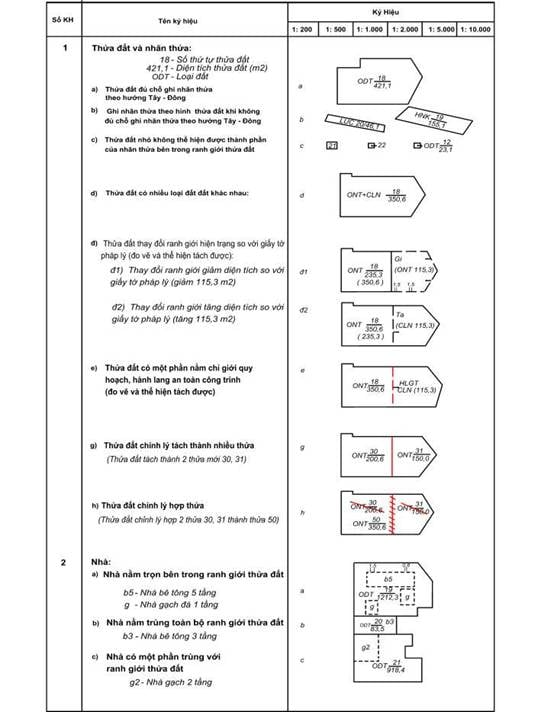 Số KH
Tên ký hiệu
Ký Hiệu
1: 200
1: 500
1: 1.000
1: 2.000
1: 5.000
1: 10.000
1
Thửa đất và nhãn thửa:
18 - Số thứ tự thửa đất
421,1 - Diện tích thửa đất (m2)
ODT - Loại đất
a) Thửa đất đủ chỗ ghi nhãn thửa
theo hướng Tây - Đông
a
ODT 18
421,1
b) Ghi nhãn thửa theo hình thửa đất khi không
đủ chỗ ghi nhãn thửa theo hướng Tây - Đông
b
LUC 20/46,1
HNK 19
155,1
c) Thửa đất nhỏ không thể hiện được thành phần
của nhãn thửa bên trong ranh giới thửa đất
c
21
22
ODT 12
23,1
d) Thửa đất có nhiều loại đất đất khác nhau:
d
ONT+CLN 18
350,6
đ) Thửa đất thay đổi ranh giới hiện trạng so với giấy tờ
pháp lý (đo vẽ và thể hiện tách được):
đ1) Thay đổi ranh giới giảm diện tích so với
giấy tờ pháp lý (giảm 115,3 m2)
đ1
ONT 18
235,3
( 350,6 )
Gi
(ONT 115,3)
1,5
1,5
đ2) Thay đổi ranh giới tăng diện tích so với
giấy tờ pháp lý (tăng 115,3 m2)
đ2
ONT 18
350,6
( 235,3 )
Ta
(CLN 115,3)
e) Thửa đất có một phần nằm chỉ giới quy
hoạch, hành lang an toàn công trình
(đo vẽ và thể hiện tách được)
e
ONT 18
350,6
HLGT
CLN (115,3)
g) Thửa đất chỉnh lý tách thành nhiều thửa
(Thửa đất tách thành 2 thửa mới 30, 31)
g
ONT 30
200,6
ONT 31
150,0
h) Thửa đất chỉnh lý hợp thửa
(Thửa đất chỉnh lý hợp 2 thửa 30, 31 thành thửa 50)
h
ONT 30
200,6
ONT 31
150,0
ONT 50
350,6
2
Nhà:
a) Nhà nằm trọn bên trong ranh giới thửa đất
b5 - Nhà bê tông 5 tầng
g - Nhà gạch đá 1 tầng
a
b5
ODT 19
1212,3
g
g
b) Nhà nằm trùng toàn bộ ranh giới thửa đất
b3 - Nhà bê tông 3 tầng
b
ODT 20
83,5
b3
c) Nhà có một phần trùng với
ranh giới thửa đất
g2- Nhà gạch 2 tầng
c
g2
ODT 21
918,4